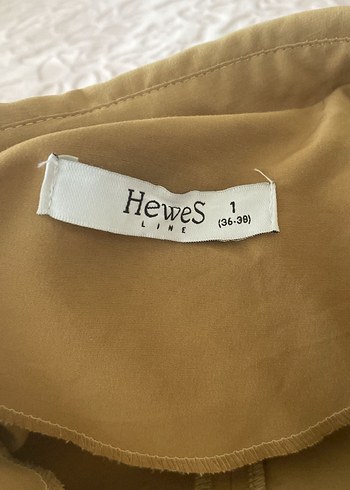 HeweS 1
LINE (36-38)